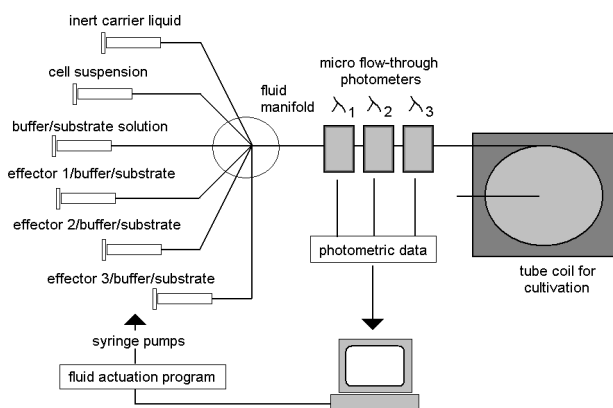 inert carrier liquid
cell suspension
buffer/substrate solution
effector 1/buffer/substrate
effector 2/buffer/substrate
effector 3/buffer/substrate
syringe pumps
fluid actuation program
fluid
manifold
micro flow-through
photometers
λ1 λ2 λ3
photometric data
tube coil for
cultivation